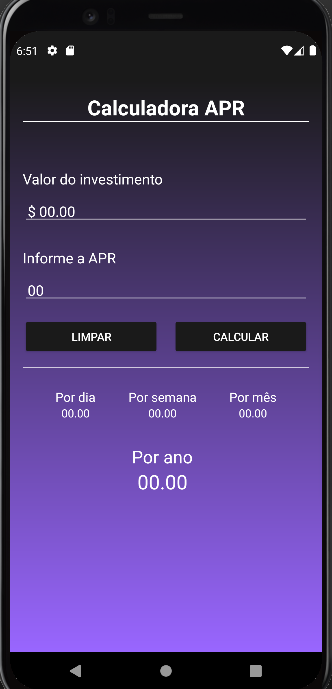 6:51
Calculadora APR
Valor do investimento
$ 00.00
Informe a APR
00
LIMPAR CALCULAR
Por dia Por semana Por mês
00.00 00.00 00.00
Por ano
00.00